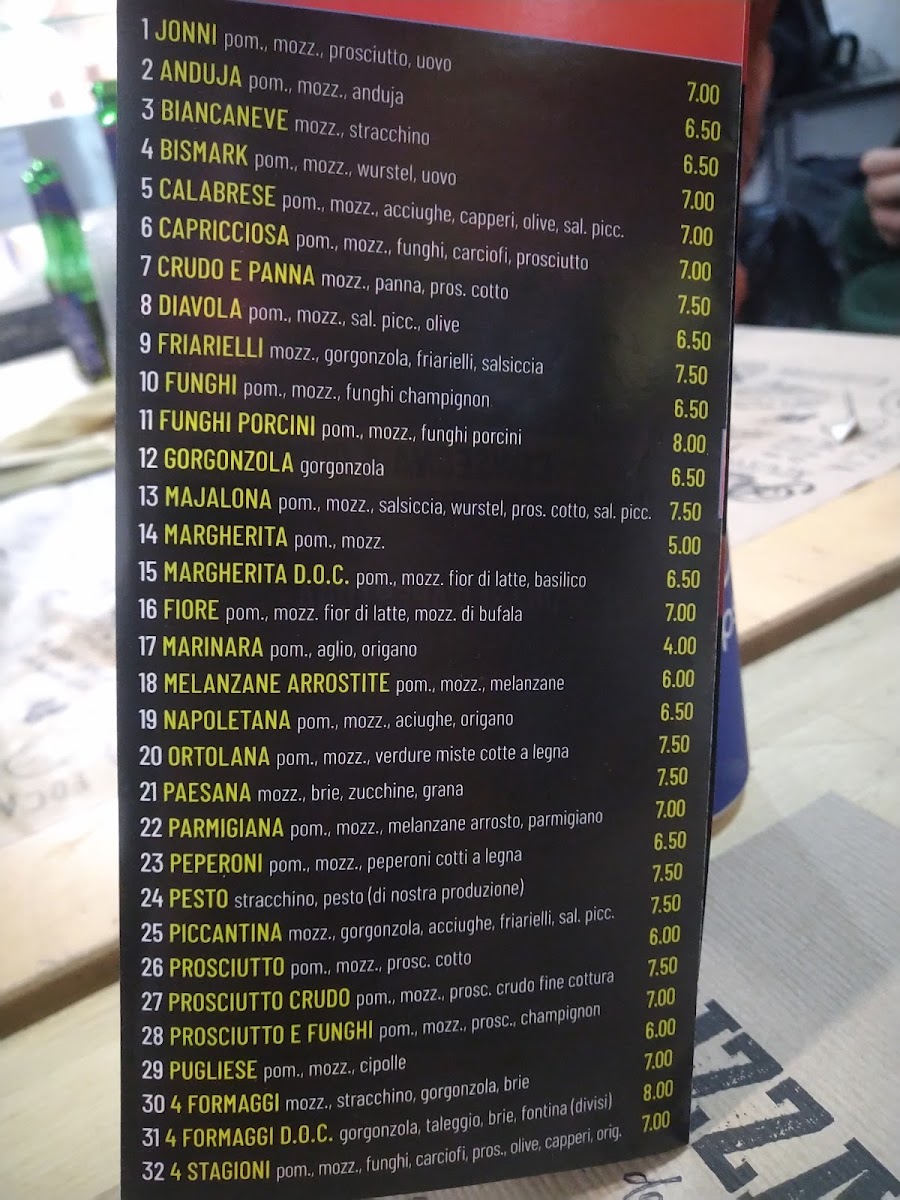 1 JONNI pom., mozz., prosciutto, uovo 7.00
2 ANDUJA pom., mozz., anduja 6.50
3 BIANCANEVE mozz., stracchino 6.50
4 BISMARK pom., mozz., wurstel, uovo 7.00
5 CALABRESE pom., mozz., acciughe, capperi, olive, sal. picc. 7.00
6 CAPRICCIOSA pom., mozz., funghi, carciofi, prosciutto 7.00
7 CRUDO E PANNA mozz., panna, pros. cotto 7.50
8 DIAVOLA pom., mozz., sal. picc., olive 6.50
9 FRIARIELLI mozz., gorgonzola, friarielli, salsiccia 7.50
10 FUNGHI pom., mozz., funghi champignon 6.50
11 FUNGHI PORCINI pom., mozz., funghi porcini 8.00
12 GORGONZOLA gorgonzola 6.50
13 MAJALONA pom., mozz., salsiccia, wurstel, pros. cotto, sal. picc. 7.50
14 MARGHERITA pom., mozz. 5.00
15 MARGHERITA D.O.C. pom., mozz. fior di latte, basilico 6.50
16 FIORE pom., mozz. fior di latte, mozz. di bufala 7.00
17 MARINARA pom., aglio, origano 4.00
18 MELANZANE ARROSTITE pom., mozz., melanzane 6.00
19 NAPOLETANA pom., mozz., aciughe, origano 6.50
20 ORTOLANA pom., mozz., verdure miste cotte a legna 7.50
21 PAESANA mozz., brie, zucchine, grana 7.50
22 PARMIGIANA pom., mozz., melanzane arrosto, parmigiano 7.00
23 PEPERONI pom., mozz., peperoni cotti a legna 6.50
24 PESTO stracchino, pesto (di nostra produzione) 7.50
25 PICCANTINA mozz., gorgonzola, acciughe, friarielli, sal. picc. 7.50
26 PROSCIUTTO pom., mozz., prosc. cotto 6.00
27 PROSCIUTTO CRUDO pom., mozz., prosc. crudo fine cottura 7.50
28 PROSCIUTTO E FUNGHI pom., mozz., prosc., champignon 7.00
29 PUGLIESE pom., mozz., cipolle 6.00
30 4 FORMAGGI mozz., stracchino, gorgonzola, brie 7.00
31 4 FORMAGGI D.O.C. gorgonzola, taleggio, brie, fontina (divisi) 8.00
32 4 STAGIONI pom., mozz., funghi, carciofi, pros., olive, capperi, orig. 7.00